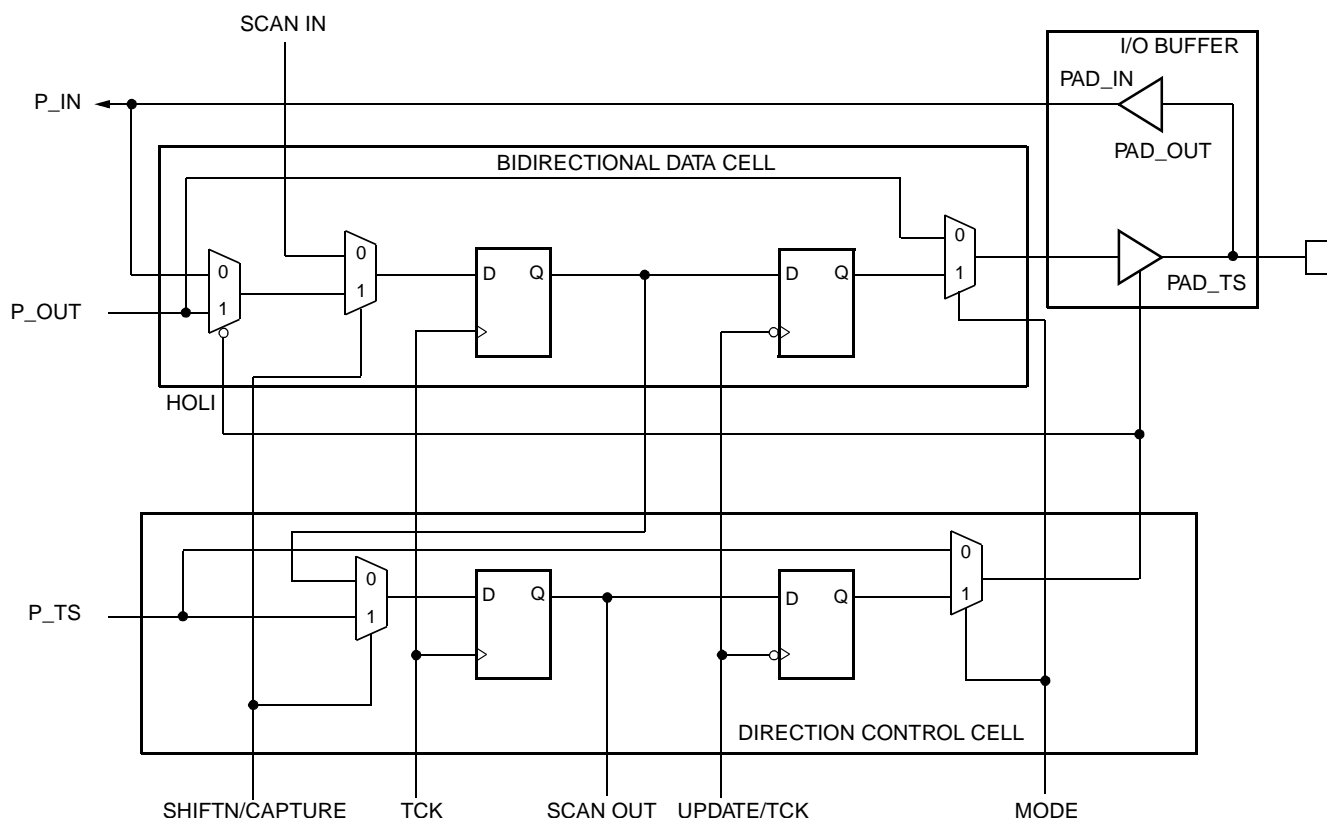 SCAN IN
I/O BUFFER
P_IN
PAD_IN
PAD_OUT
BIDIRECTIONAL DATA CELL
0
0
0
1
D Q
D Q
1
1
P_OUT
PAD_TS
HOLI
0
0
1
D Q
D Q
1
P_TS
DIRECTION CONTROL CELL
SHIFTN/CAPTURE
TCK
SCAN OUT
UPDATE/TCK
MODE